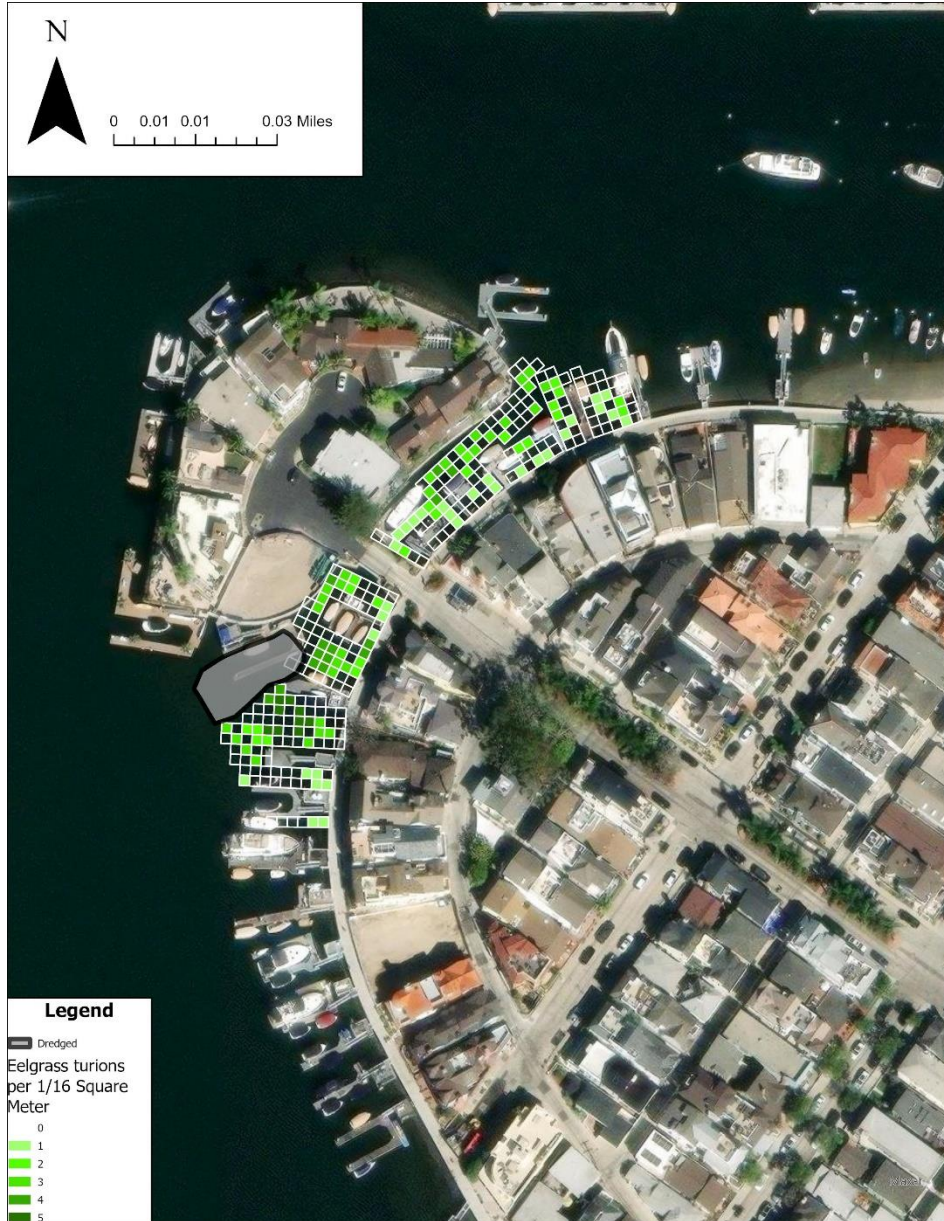 N
0 0.01 0.01 0.03 Miles
Legend
Dredged
Eelgrass turions
per 1/16 Square
Meter
0
1
2
3
4
5
Maxar